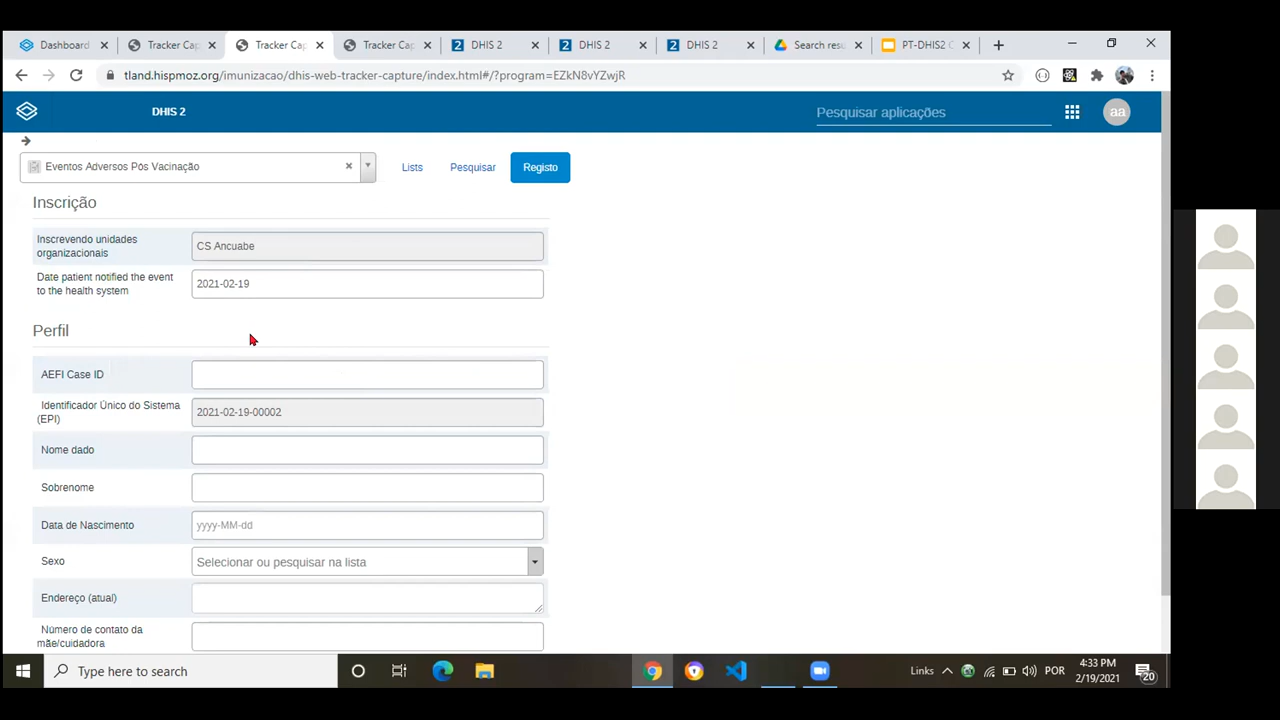 Dashboard
Tracker Cap
Tracker Cap
Tracker Cap
DHIS 2
DHIS 2
DHIS 2
Search resu
PT-DHIS2 C
tland.hispmoz.org/imunizacao/dhis-web-tracker-capture/index.html#/?program=EZkN8vYZwjR
DHIS 2
Pesquisar aplicações
aa
Eventos Adversos Pós Vacinação
Lists
Pesquisar
Registo
Inscrição
Inscrevendo unidades
organizacionais
CS Ancuabe
Date patient notified the event
to the health system
2021-02-19
Perfil
AEFI Case ID
Identificador Único do Sistema
(EPI)
2021-02-19-00002
Nome dado
Sobrenome
Data de Nascimento
yyyy-MM-dd
Sexo
Selecionar ou pesquisar na lista
Endereço (atual)
Número de contato da
mãe/cuidadora
Type here to search
Links
POR
4:33 PM
2/19/2021
20